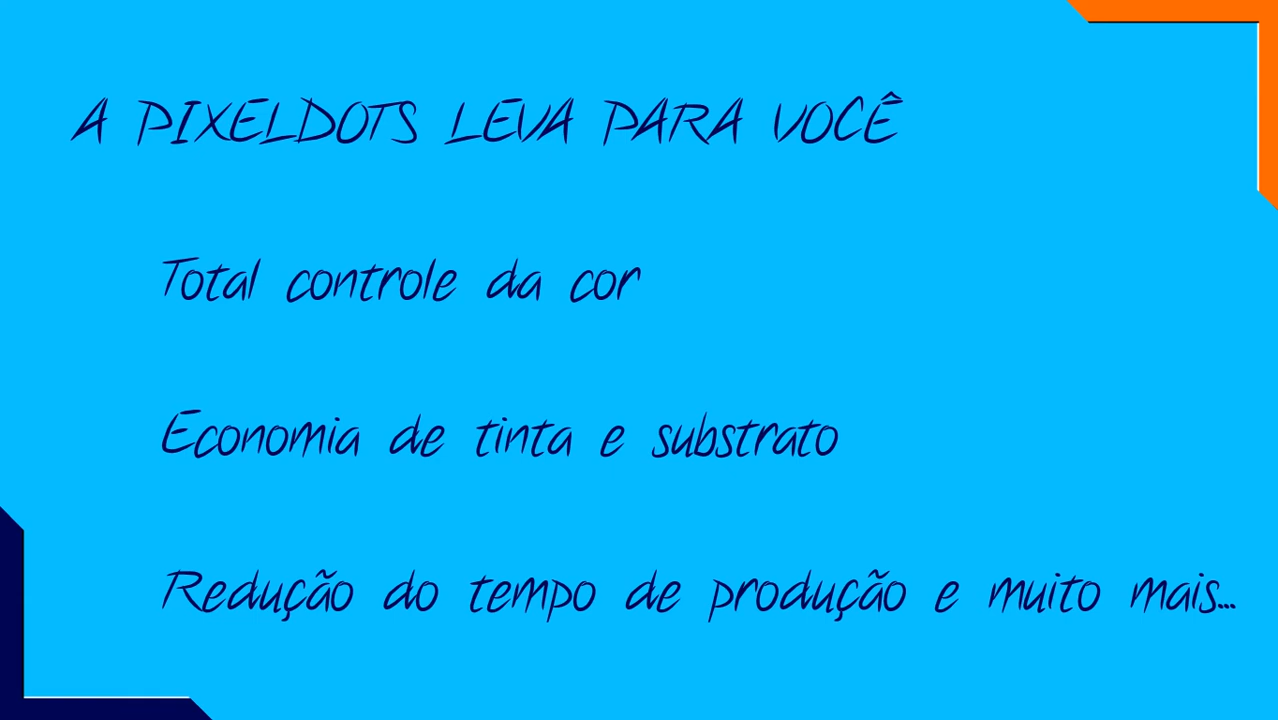 A PIXELDOTS LEVA PARA VOCÊ
Total controle da cor
Economia de tinta e substrato
Redução do tempo de produção e muito mais...